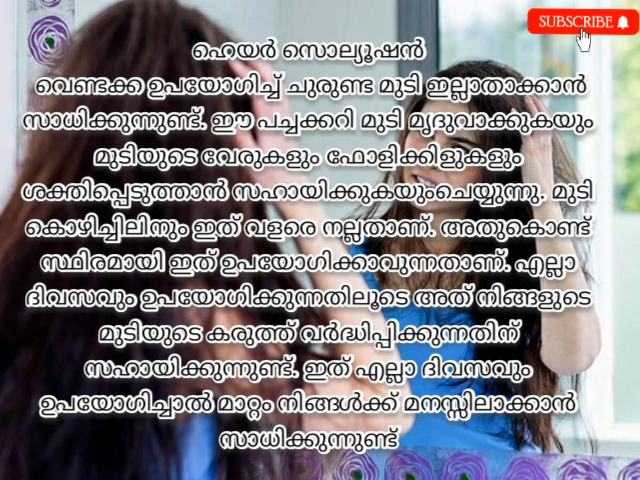 SUBSCRIBE
ഹെയർ സൊല്യൂഷൻ
വെണ്ടക്ക ഉപയോഗിച്ച് ചുരുണ്ട മുടി ഇല്ലാതാക്കാൻ
സാധിക്കുന്നുണ്ട്. ഈ പച്ചക്കറി മുടി മൃദുവാക്കുകയും
മുടിയുടെ വേരുകളും ഫോളിക്കിളുകളും
ശക്തിപ്പെടുത്താൻ സഹായിക്കുകയുംചെയ്യുന്നു. മുടി
കൊഴിച്ചിലിനും ഇത് വളരെ നല്ലതാണ്. അതുകൊണ്ട്
സ്ഥിരമായി ഇത് ഉപയോഗിക്കാവുന്നതാണ്. എല്ലാ
ദിവസവും ഉപയോഗിക്കുന്നതിലൂടെ അത് നിങ്ങളുടെ
മുടിയുടെ കരുത്ത് വർദ്ധിപ്പിക്കുന്നതിന്
സഹായിക്കുന്നുണ്ട്. ഇത് എല്ലാ ദിവസവും
ഉപയോഗിച്ചാൽ മാറ്റം നിങ്ങൾക്ക് മനസ്സിലാക്കാൻ
സാധിക്കുന്നുണ്ട്